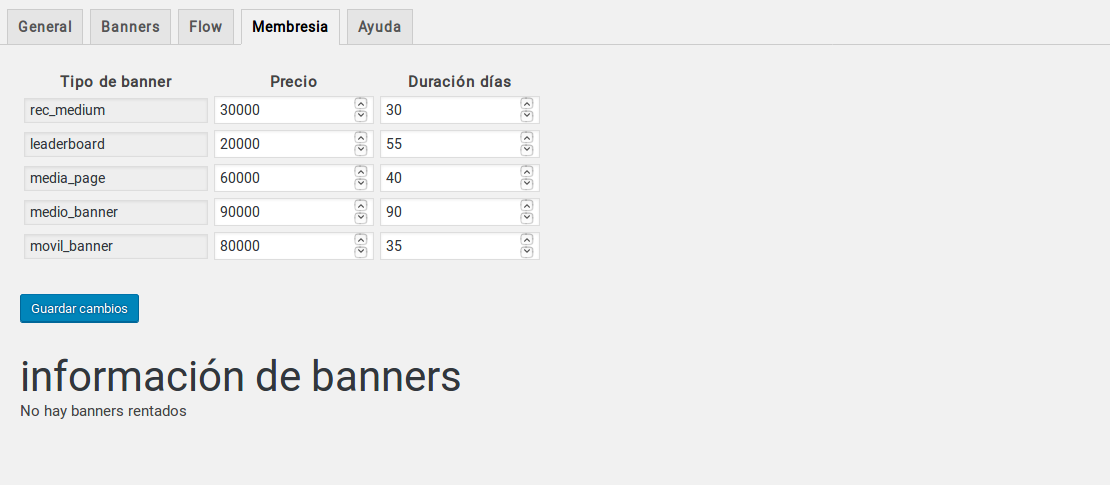 General Banners Flow Membresia Ayuda
Tipo de banner Precio Duración días
rec_medium 30000 30
leaderboard 20000 55
media_page 60000 40
medio_banner 90000 90
movil_banner 80000 35
Guardar cambios
información de banners
No hay banners rentados